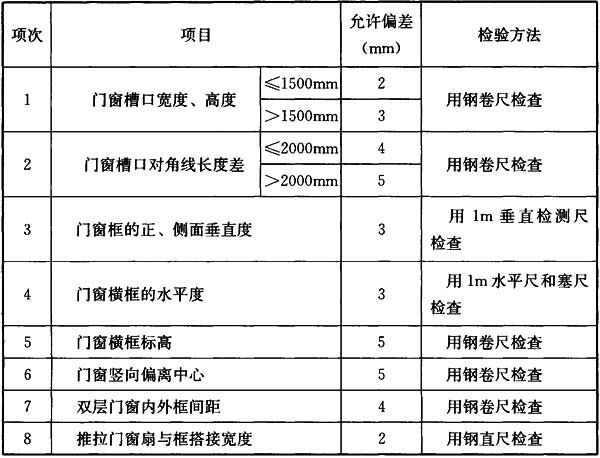 项次 项目 允许偏差
（mm） 检验方法
1 门窗槽口宽度、高度 ≤1500mm 2 用钢卷尺检查
>1500mm 3
2 门窗槽口对角线长度差 ≤2000mm 4 用钢卷尺检查
>2000mm 5
3 门窗框的正、侧面垂直度 3 用 1m 垂直检测尺
检查
4 门窗横框的水平度 3 用 1m 水平尺和塞尺
检查
5 门窗横框标高 5 用钢卷尺检查
6 门窗竖向偏离中心 5 用钢卷尺检查
7 双层门窗内外框间距 4 用钢卷尺检查
8 推拉门窗扇与框搭接宽度 2 用钢直尺检查